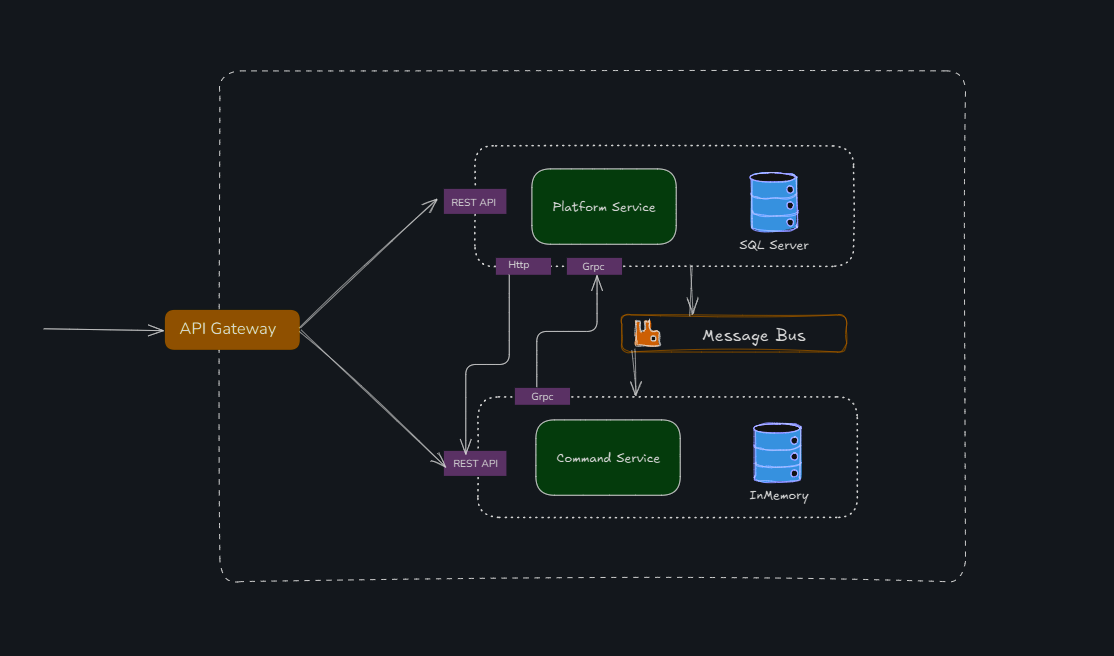 REST API
Platform Service
SQL Server
Http
Grpc
API Gateway
Message Bus
Grpc
REST API
Command Service
InMemory